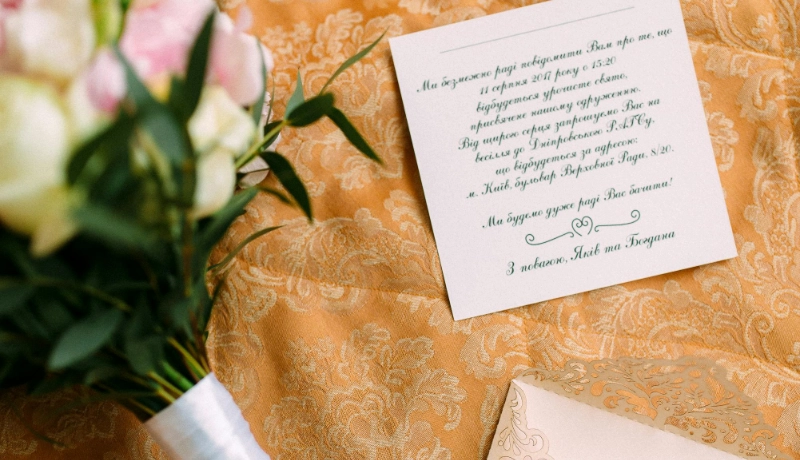 Ми безмежно раді повідомити Вам про те, що
11 серпня 2017 року о 15:20
відбудеться урочисте свято,
присвячене нашому одруженню.
Від щирого серця запрошуємо Вас на
весілля до Дніпровського РАГСу,
що відбудеться за адресою:
м. Київ, бульвар Верховної Ради, 8/20.
Ми будемо дуже раді Вас бачити!
З повагою, Яків та Богдана